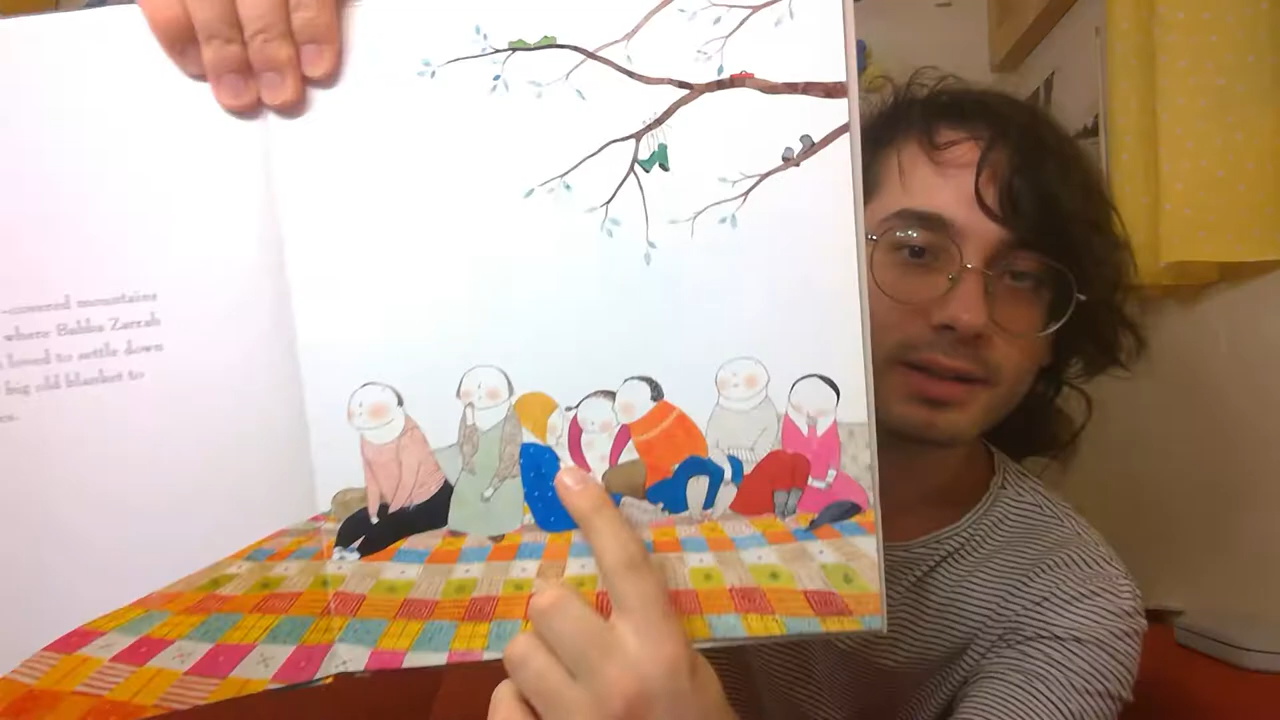 -covered mountains
where Babba Zarrah
loved to settle down
big old blanket to